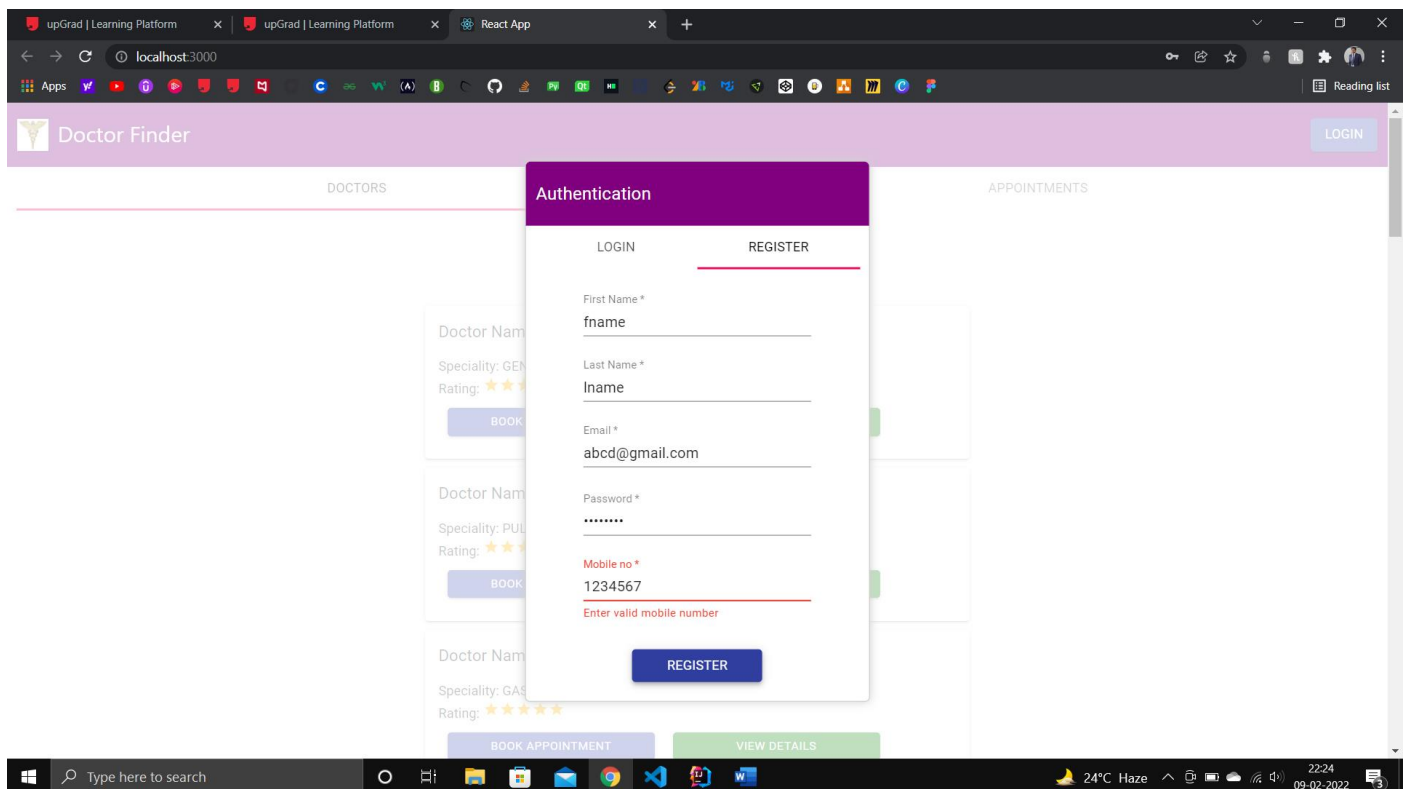 upGrad | Learning Platform
upGrad | Learning Platform
React App
localhost:3000
Apps
Reading list
Doctor Finder
LOGIN
DOCTORS
APPOINTMENTS
Authentication
LOGIN
REGISTER
First Name *
fname
Last Name *
lname
Email *
abcd@gmail.com
Password *
••••••••
Mobile no *
1234567
Enter valid mobile number
REGISTER
Doctor Nam
Speciality: GEN
Rating:
BOOK
Doctor Nam
Speciality: PUL
Rating:
BOOK
Doctor Nam
Speciality: GAS
Rating:
BOOK APPOINTMENT
VIEW DETAILS
Type here to search
24°C Haze
22:24
09-02-2022
3